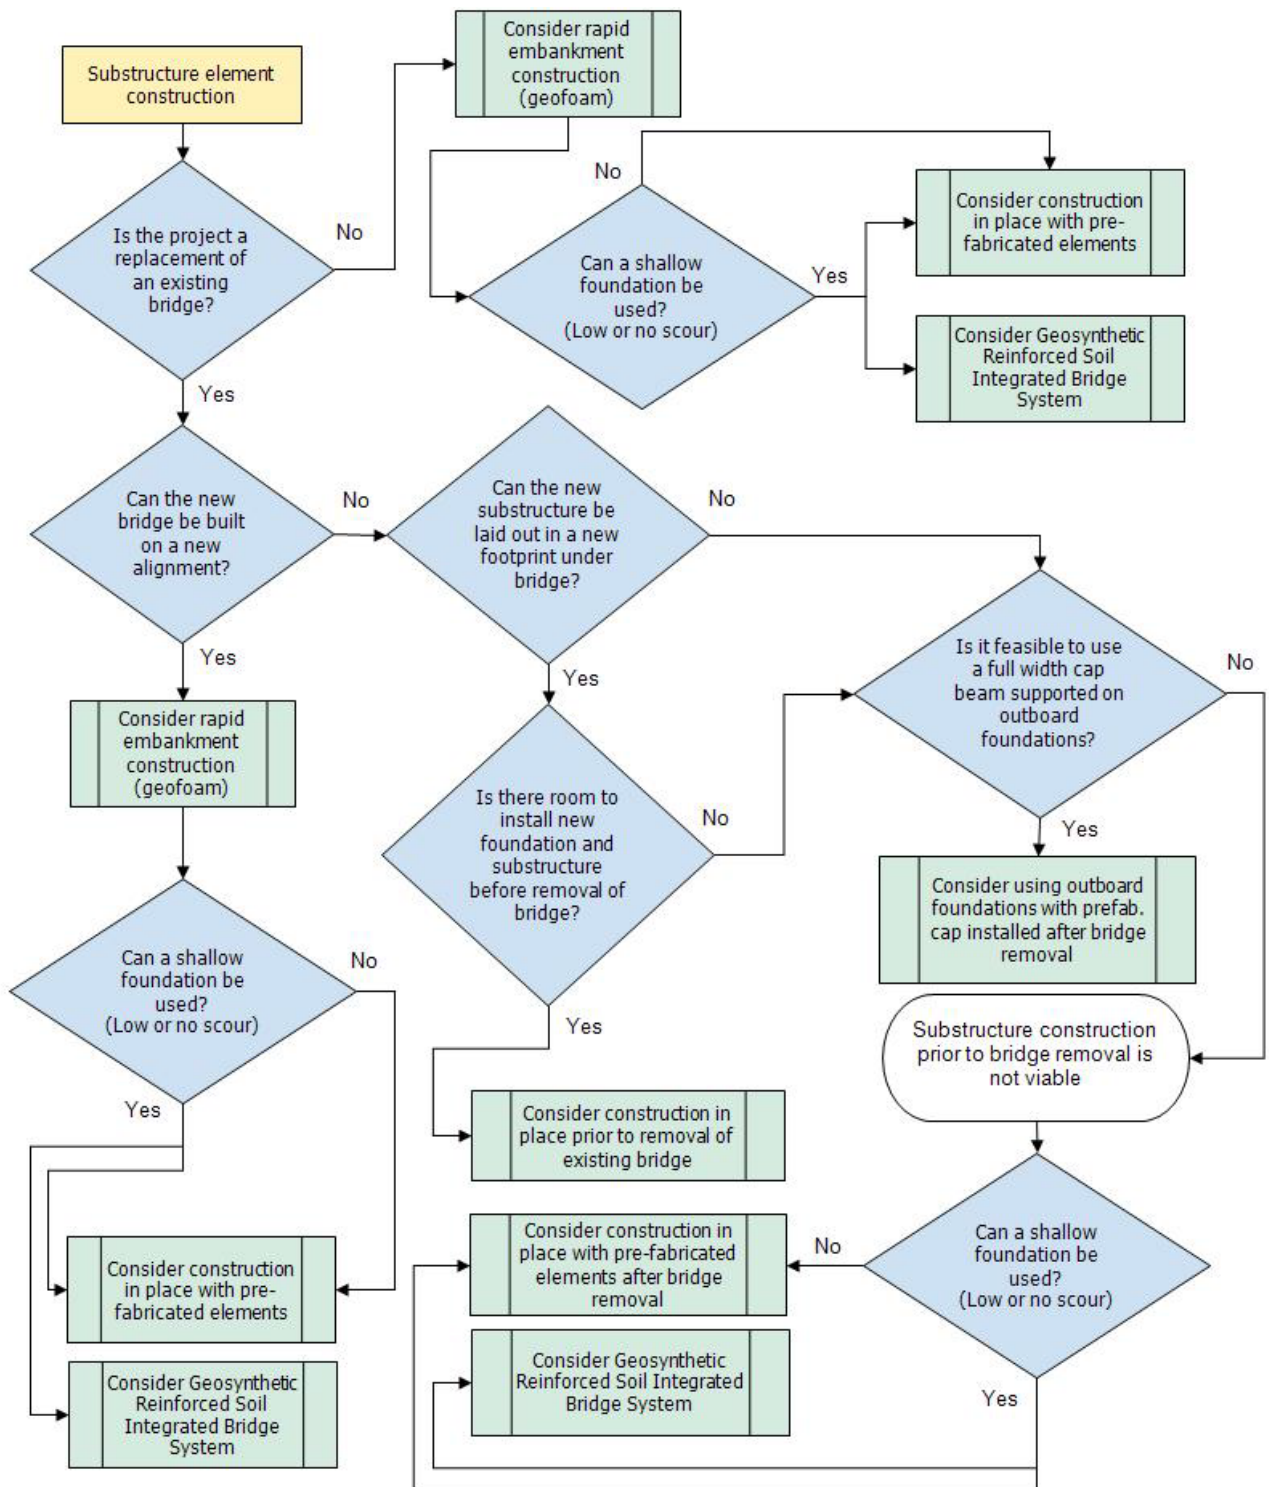 Substructure element
construction
Consider rapid
embankment
construction
(geofoam)
Is the project a
replacement of
an existing
bridge?
No
No
Can a shallow
foundation be
used?
(Low or no scour)
Yes
Consider construction
in place with pre-
fabricated elements
Consider Geosynthetic
Reinforced Soil
Integrated Bridge
System
Yes
Can the new
bridge be built
on a new
alignment?
No
Can the new
substructure be
laid out in a new
footprint under
bridge?
No
Yes
Yes
Is it feasible to use
a full width cap
beam supported on
outboard
foundations?
No
Consider rapid
embankment
construction
(geofoam)
Is there room to
install new
foundation and
substructure
before removal of
bridge?
No
Yes
Consider using outboard
foundations with prefab.
cap installed after bridge
removal
Can a shallow
foundation be
used?
(Low or no scour)
No
Yes
Yes
Substructure construction
prior to bridge removal is
not viable
Consider construction in
place prior to removal of
existing bridge
Consider construction
in place with pre-
fabricated elements
Consider construction in
place with pre-fabricated
elements after bridge
removal
No
Can a shallow
foundation be
used?
(Low or no scour)
Consider Geosynthetic
Reinforced Soil
Integrated Bridge
System
Consider Geosynthetic
Reinforced Soil Integrated
Bridge System
Yes